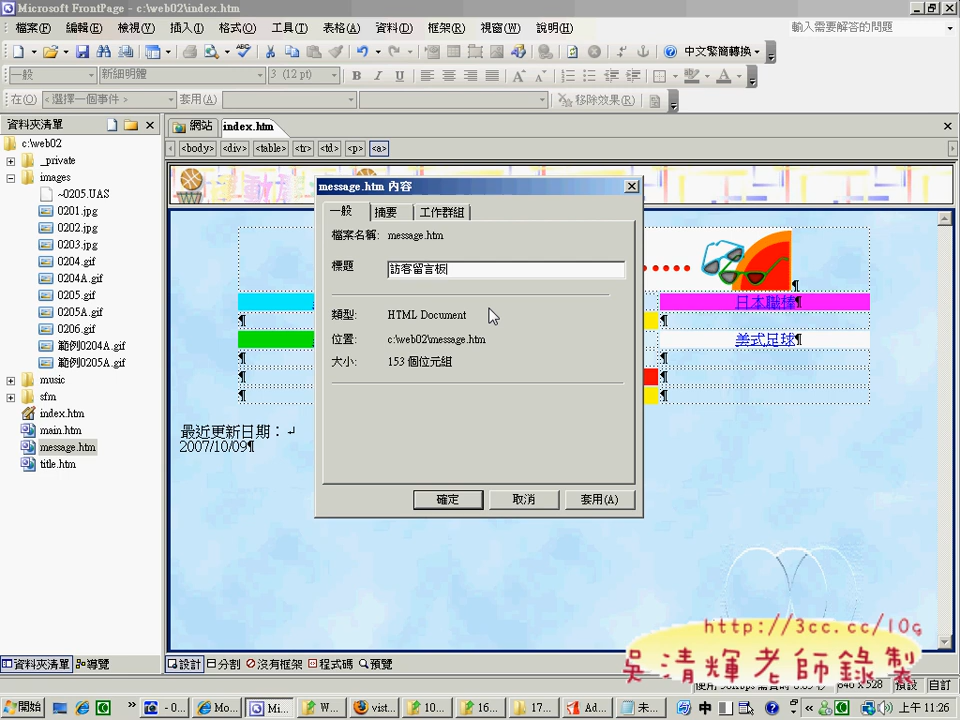 Microsoft FrontPage - c:\web02\index.htm
檔案(F) 編輯(E) 檢視(V) 插入(I) 格式(O) 工具(T) 表格(A) 資料(D) 框架(R) 視窗(W) 說明(H) 輸入需要解答的問題
中文繁簡轉換
一般 新細明體 3 (12 pt) B I U
在(O) <選擇一個事件> 套用(A) 移除效果(R)
資料夾清單 網站 index.htm
c:\web02 <body> <div> <table> <tr> <td> <p> <a>
_private
images
~0205.UAS
0201.jpg
0202.jpg
0203.jpg
0204.gif
0204A.gif
0205.gif
0205A.gif
0206.gif
範例0204A.gif
範例0205A.gif
music
sfm
index.htm
main.htm
message.htm
title.htm
message.htm 內容
一般 摘要 工作群組
檔案名稱: message.htm
標題 訪客留言板
類型: HTML Document
位置: c:\web02\message.htm
大小: 153 個位元組
確定 取消 套用(A)
日本職棒
美式足球
最近更新日期：
2007/10/09
http://3cc.cc/10g
吳清輝老師錄製
資料夾清單 導覽 設計 分割 沒有框架 程式碼 預覽
640 x 528 預設 自訂
開始 - 0... Mo... Mi... W... vist... 10... 16... 17... Ad... 未... 中 上午 11:26